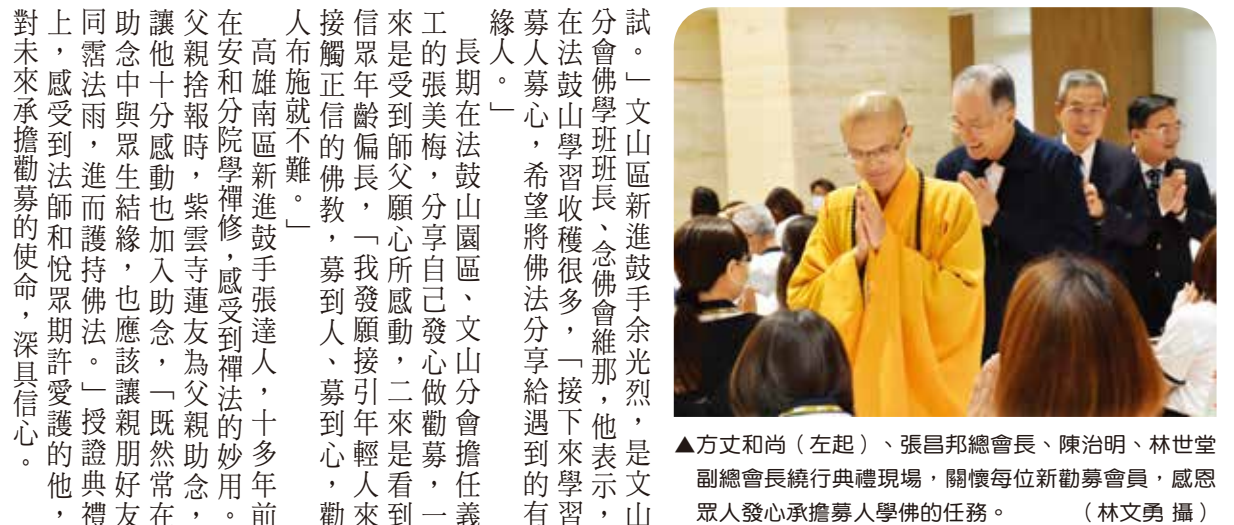 試。」文山區新進鼓手余光烈，是文山
分會佛學班班長、念佛會維那，他表示，
在法鼓山學習收穫很多，「接下來學習
募人募心，希望將佛法分享給遇到的有
緣人。」
長期在法鼓山園區、文山分會擔任義
工的張美梅，分享自己發心做勸募，一
來是受到師父願心所感動，二來是看到
信眾年齡偏長，「我發願接引年輕人來
接觸正信的佛教，募到人、募到心，勸
人布施就不難。」
高雄南區新進鼓手張達人，十多年前
在安和分院學禪修，感受到禪法的妙用。
父親捨報時，紫雲寺蓮友為父親助念，
讓他十分感動也加入助念，「既然常在
助念中與眾生結緣，也應該讓親朋好友
同霑法雨，進而護持佛法。」授證典禮
上，感受到法師和悅眾期許愛護的他，
對未來承擔勸募的使命，深具信心。
▲方丈和尚（左起）、張昌邦總會長、陳治明、林世堂
副總會長繞行典禮現場，關懷每位新勸募會員，感恩
眾人發心承擔募人學佛的任務。（林文勇 攝）